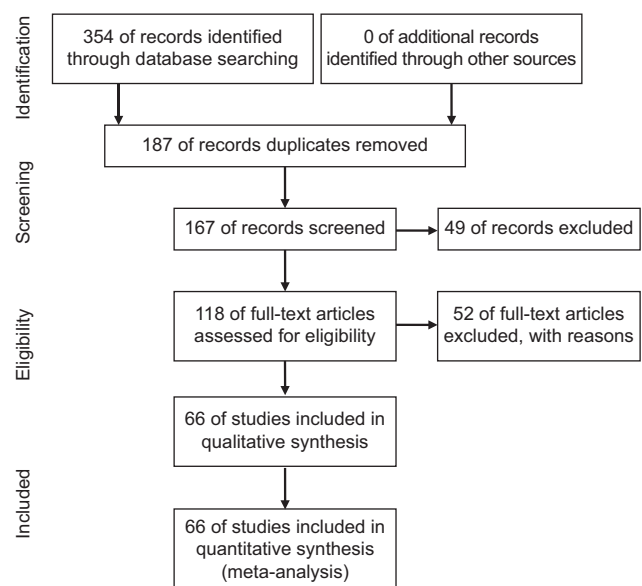 Identification
354 of records identified
through database searching
0 of additional records
identified through other sources
187 of records duplicates removed
Screening
167 of records screened
49 of records excluded
Eligibility
118 of full-text articles
assessed for eligibility
52 of full-text articles
excluded, with reasons
66 of studies included in
qualitative synthesis
Included
66 of studies included in
quantitative synthesis
(meta-analysis)